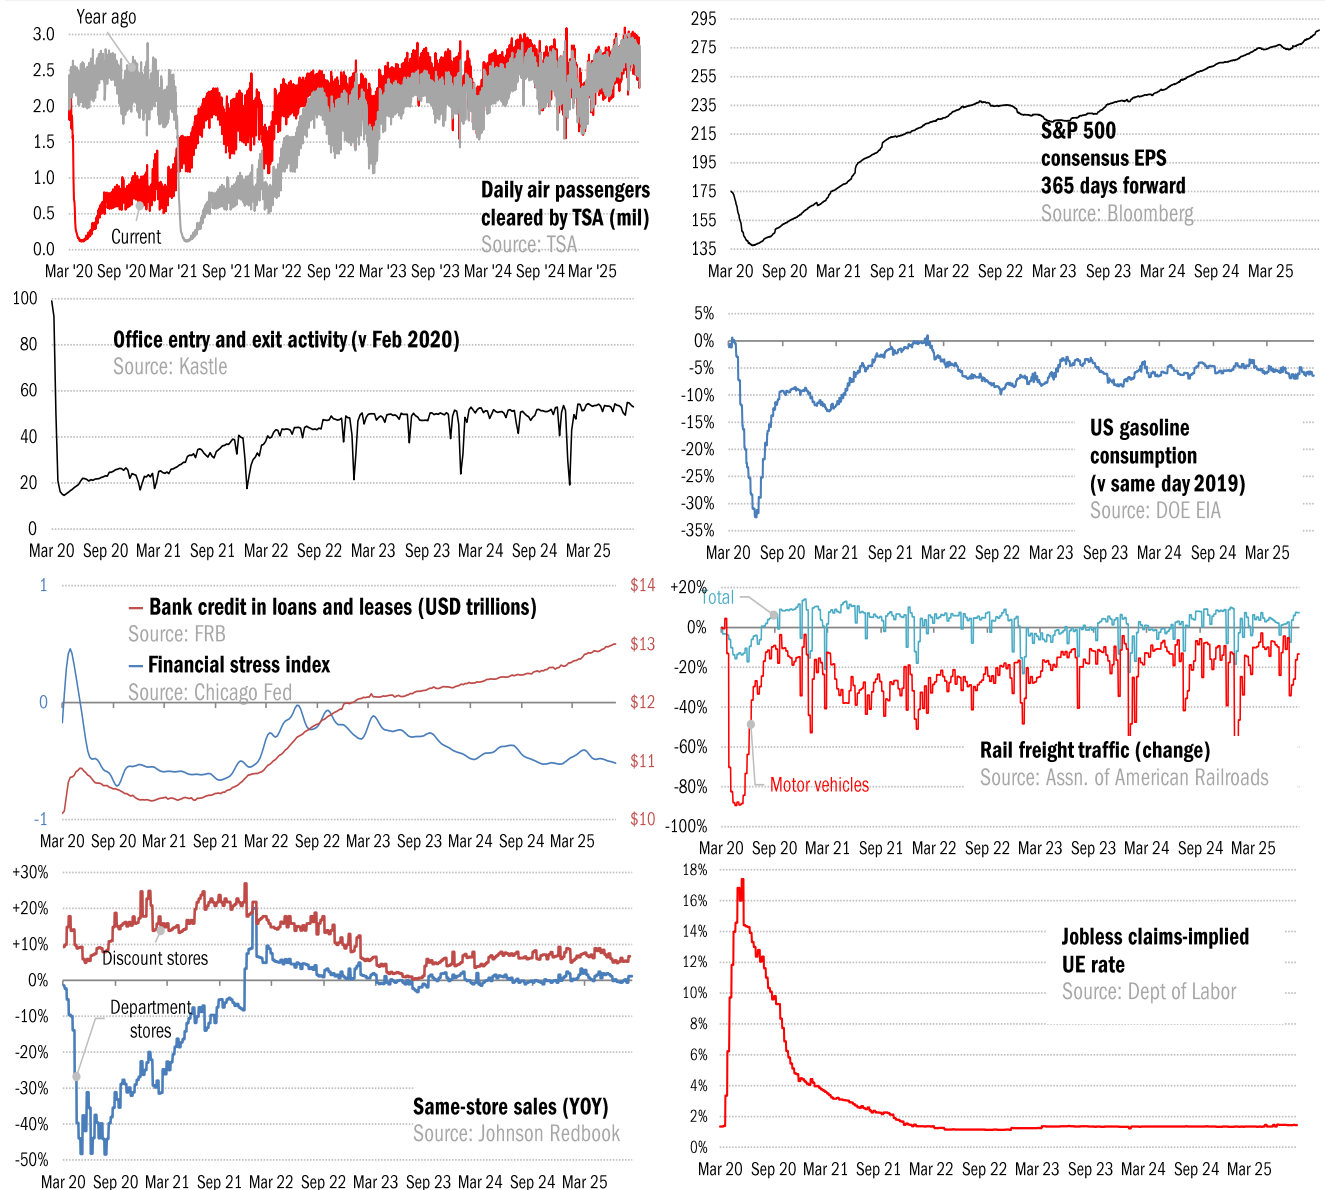 Year ago
3.0
2.5
2.0
1.5
1.0
0.5
0.0
Current
Daily air passengers
cleared by TSA (mil)
Source: TSA
Mar '20 Sep '20 Mar '21 Sep '21 Mar '22 Sep '22 Mar '23 Sep '23 Mar '24 Sep '24 Mar '25
295
275
255
235
215
195
175
155
135
S&P 500
consensus EPS
365 days forward
Source: Bloomberg
Mar 20 Sep 20 Mar 21 Sep 21 Mar 22 Sep 22 Mar 23 Sep 23 Mar 24 Sep 24 Mar 25
100
80
60
40
20
0
Office entry and exit activity (v Feb 2020)
Source: Kastle
Mar 20 Sep 20 Mar 21 Sep 21 Mar 22 Sep 22 Mar 23 Sep 23 Mar 24 Sep 24 Mar 25
5%
0%
-5%
-10%
-15%
-20%
-25%
-30%
-35%
US gasoline
consumption
(v same day 2019)
Source: DOE EIA
Mar 20 Sep 20 Mar 21 Sep 21 Mar 22 Sep 22 Mar 23 Sep 23 Mar 24 Sep 24 Mar 25
1
0
-1
Bank credit in loans and leases (USD trillions)
Source: FRB
Financial stress index
Source: Chicago Fed
$14
$13
$12
$11
$10
Mar 20 Sep 20 Mar 21 Sep 21 Mar 22 Sep 22 Mar 23 Sep 23 Mar 24 Sep 24 Mar 25
+20%
0%
-20%
-40%
-60%
-80%
-100%
Total
Motor vehicles
Rail freight traffic (change)
Source: Assn. of American Railroads
Mar 20 Sep 20 Mar 21 Sep 21 Mar 22 Sep 22 Mar 23 Sep 23 Mar 24 Sep 24 Mar 25
+30%
+20%
+10%
0%
-10%
-20%
-30%
-40%
-50%
Discount stores
Department
stores
Same-store sales (YOY)
Source: Johnson Redbook
Mar 20 Sep 20 Mar 21 Sep 21 Mar 22 Sep 22 Mar 23 Sep 23 Mar 24 Sep 24 Mar 25
18%
16%
14%
12%
10%
8%
6%
4%
2%
0%
Jobless claims-implied
UE rate
Source: Dept of Labor
Mar 20 Sep 20 Mar 21 Sep 21 Mar 22 Sep 22 Mar 23 Sep 23 Mar 24 Sep 24 Mar 25